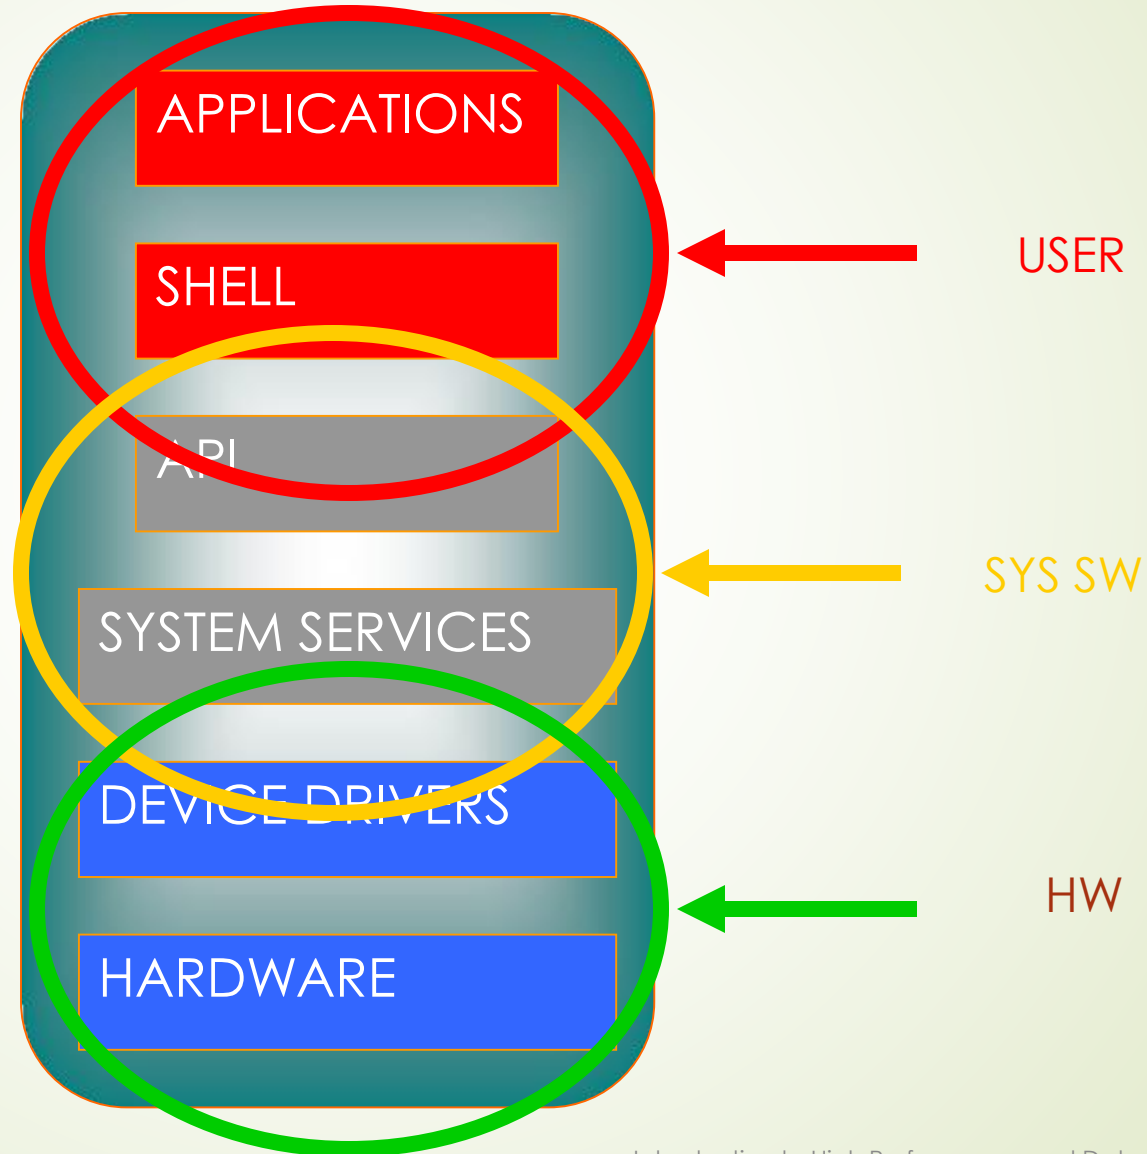 APPLICATIONS
SHELL
USER
API
SYS SW
SYSTEM SERVICES
DEVICE DRIVERS
HW
HARDWARE